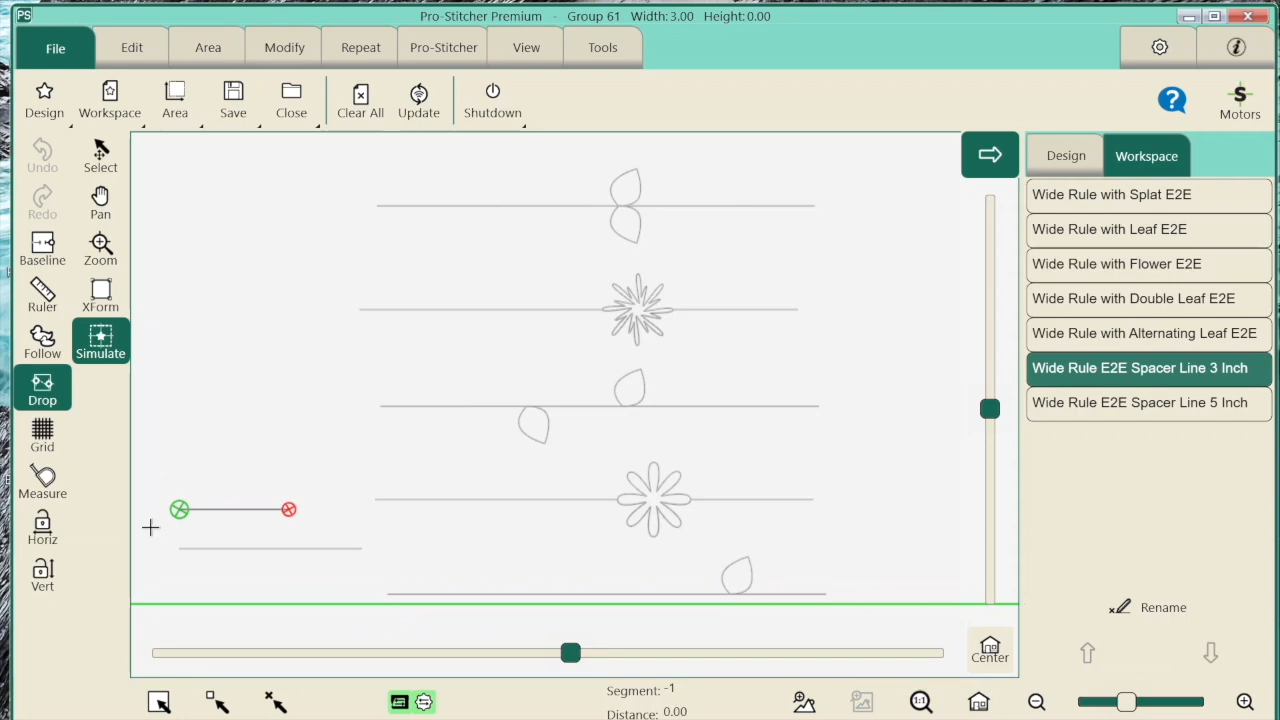 PS
Pro-Stitcher Premium - Group 61 Width: 3.00 Height: 0.00
File Edit Area Modify Repeat Pro-Stitcher View Tools
Design Workspace Area Save Close Clear All Update Shutdown
? S Motors
Undo Select
Redo Pan
Baseline Zoom
Ruler XForm
Follow Simulate
Drop
Grid
Measure
Horiz
Vert
Design Workspace
Wide Rule with Splat E2E
Wide Rule with Leaf E2E
Wide Rule with Flower E2E
Wide Rule with Double Leaf E2E
Wide Rule with Alternating Leaf E2E
Wide Rule E2E Spacer Line 3 Inch
Wide Rule E2E Spacer Line 5 Inch
Rename
Center
Segment: -1
Distance: 0.00
1:1